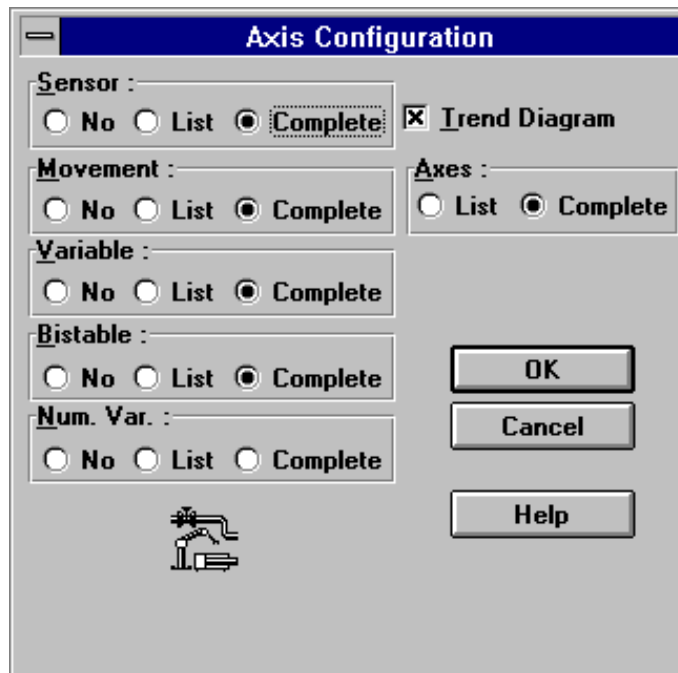 Axis Configuration
Sensor :
No List Complete
Trend Diagram
Movement :
No List Complete
Axes :
List Complete
Variable :
No List Complete
Bistable :
No List Complete
Num. Var. :
No List Complete
OK
Cancel
Help